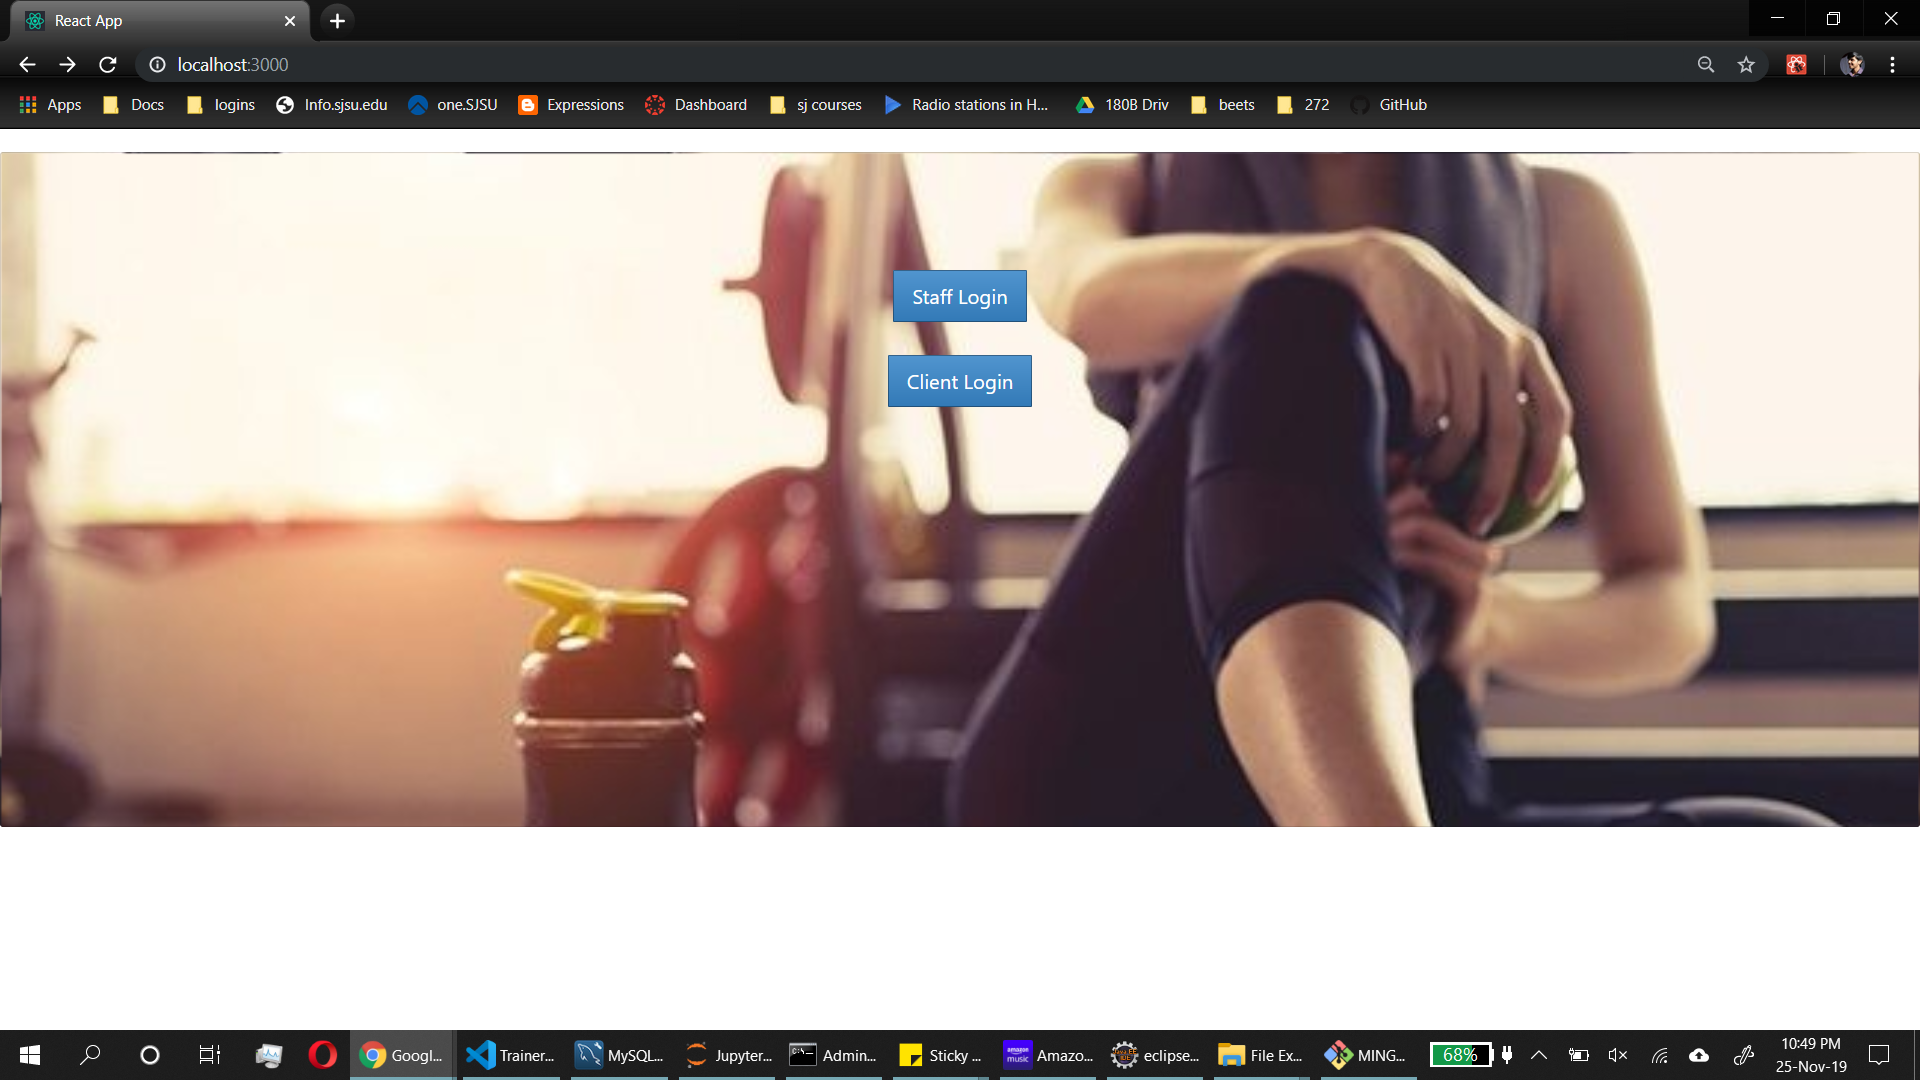 React App
localhost:3000
Apps Docs logins Info.sjsu.edu one.SJSU Expressions Dashboard sj courses Radio stations in H... 180B Driv beets 272 GitHub
Staff Login
Client Login
Googl... Trainer... MySQL... Jupyter... Admin... Sticky ... Amazo... eclipse... File Ex... MING... 68% 10:49 PM
25-Nov-19